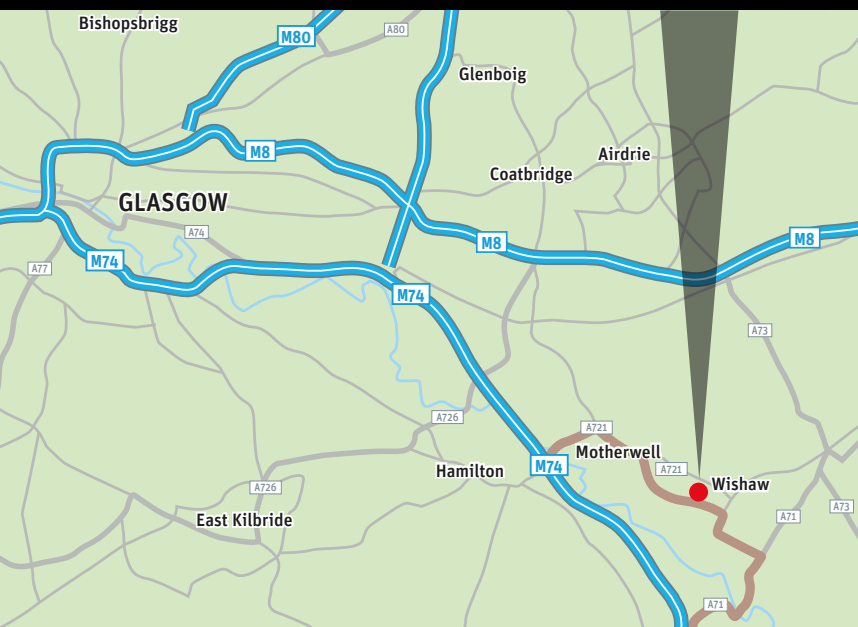 Bishopsbrigg
A80
M80
Glenboig
M8
Airdrie
Coatbridge
GLASGOW
A74
M8
M8
M74
A77
M74
A73
A726
A721
Motherwell
M74
A721
Hamilton
Wishaw
A726
A73
A71
East Kilbride
A71